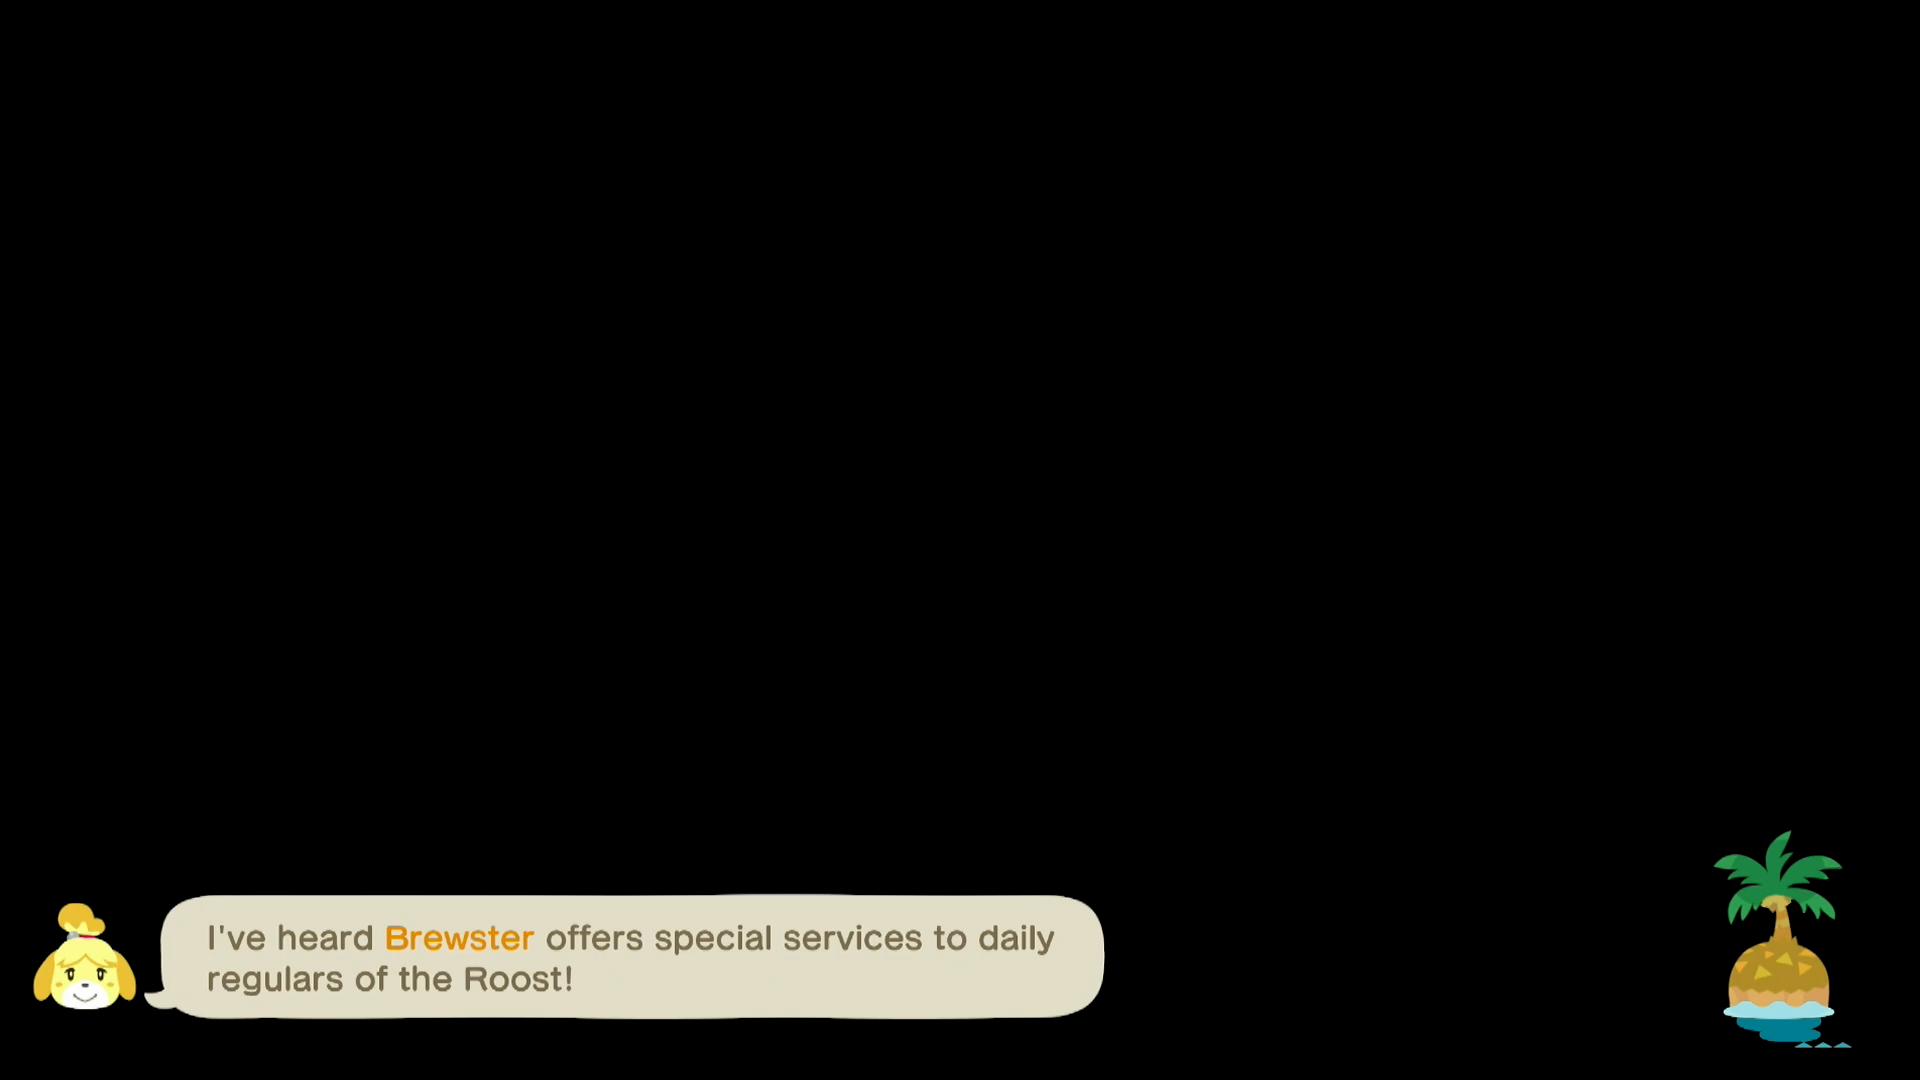 I've heard Brewster offers special services to daily
regulars of the Roost!